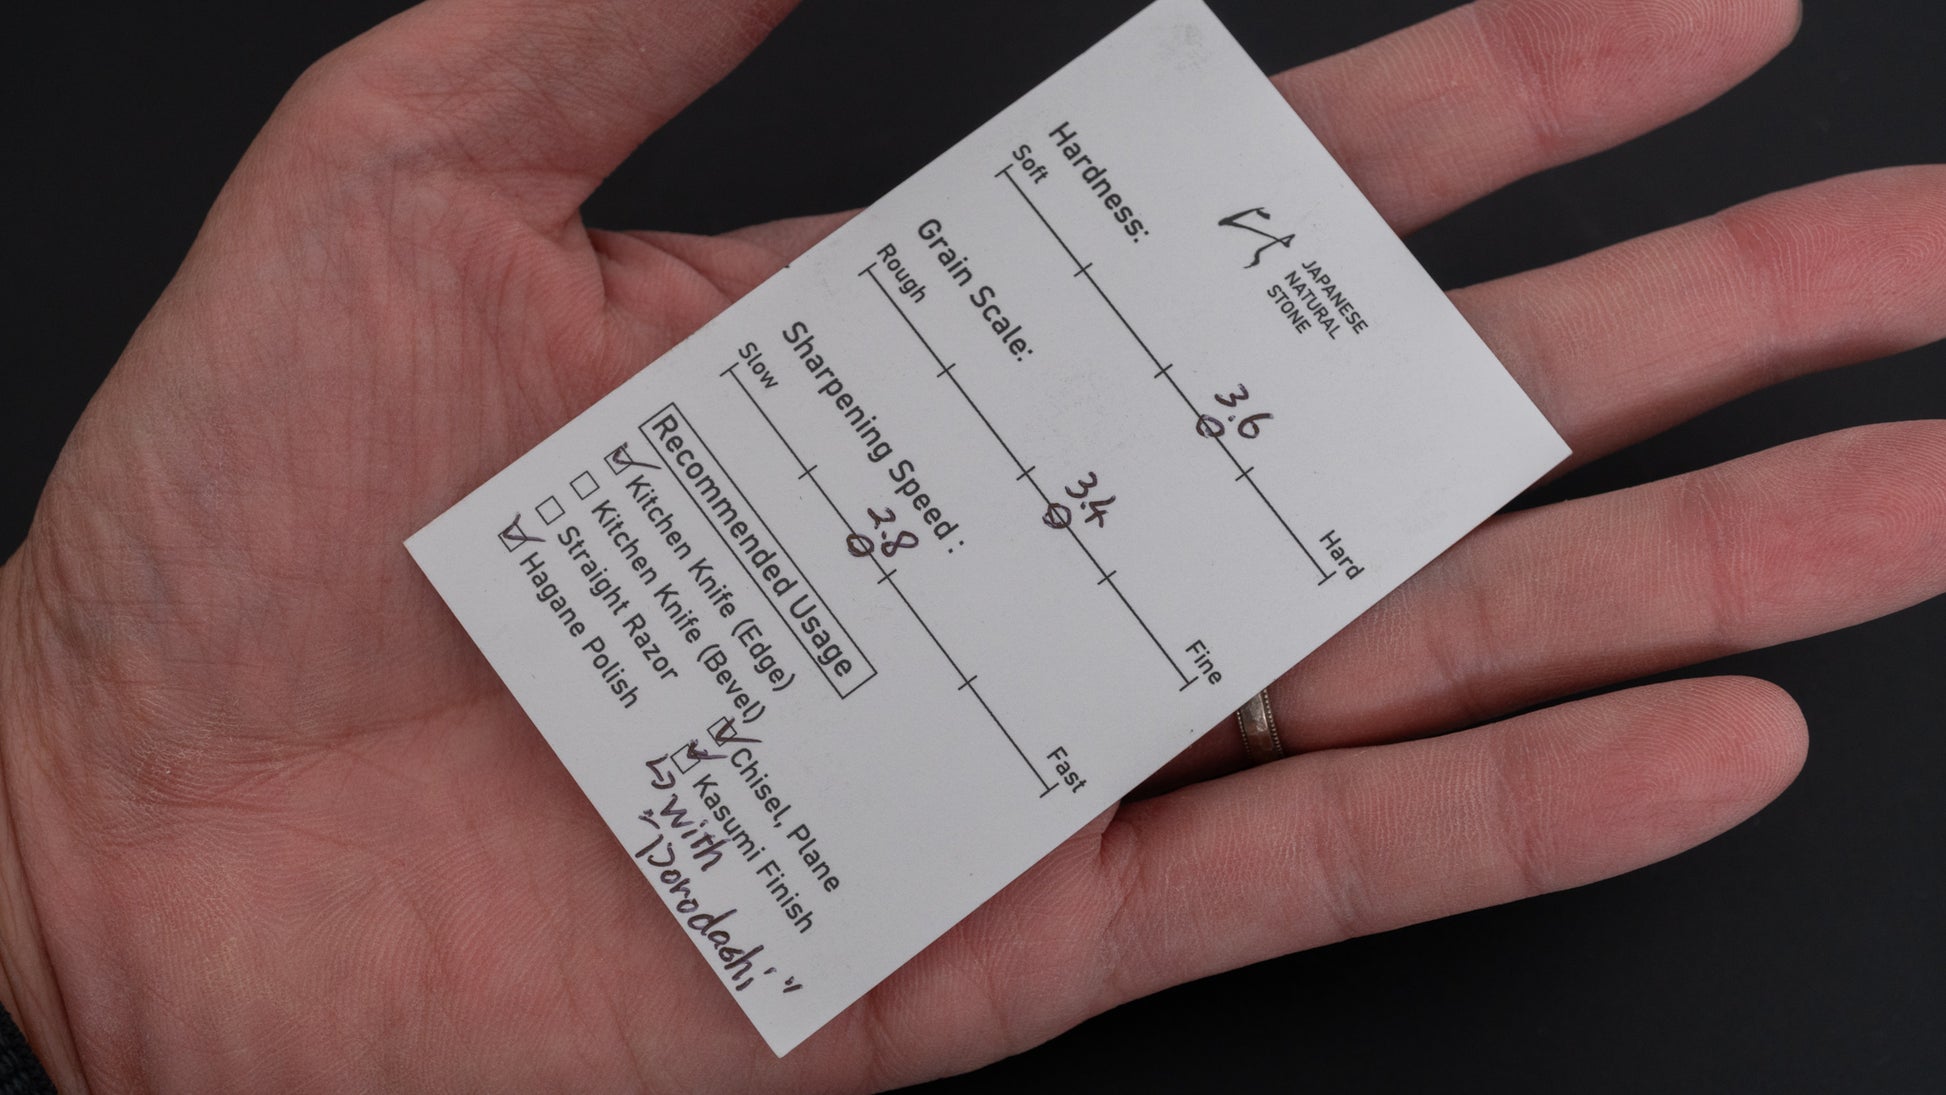 JAPANESE
NATURAL
STONE
Hardness:
3.6
Soft Hard
Grain Scale:
3.4
Rough Fine
Sharpening Speed:
2.8
Slow Fast
Recommended Usage
Kitchen Knife (Edge)
Kitchen Knife (Bevel)
Chisel, Plane
Straight Razor
Kasumi Finish
Hagane Polish
↳ with